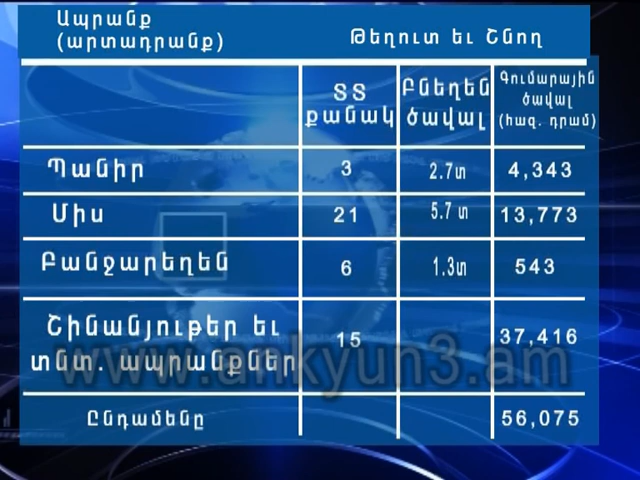 Ապրանք
(արտադրանք)
Թեղուտ եւ Շնող
ՏՏ
քանակ
Բնեղեն
ծավալ
Գումարային
ծավալ
(հազ. դրամ)
Պանիր 3 2.7տ 4,343
Միս 21 5.7 տ 13,773
Բանջարեղեն 6 1.3տ 543
Շինանյութեր եւ
տնտ. ապրանքներ 15 37,416
www.ankyun3.am
Ընդամենը 56,075